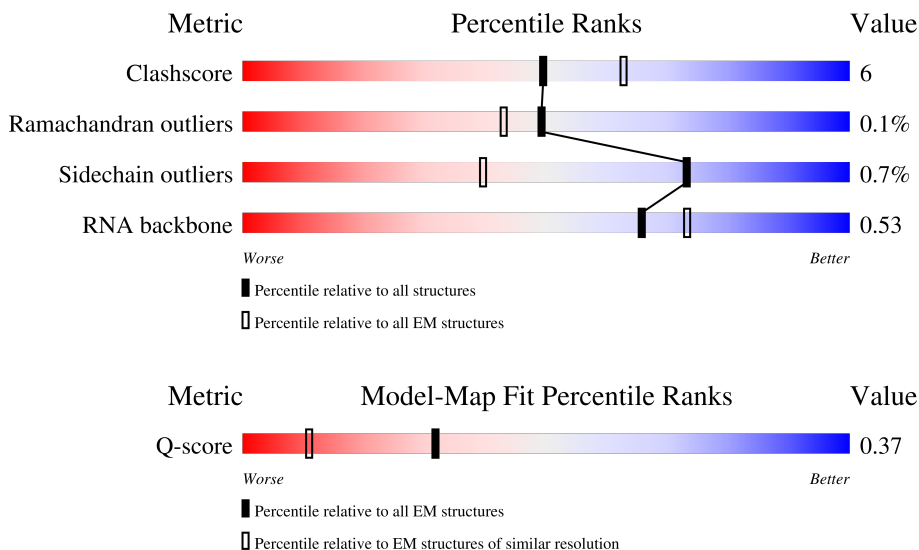 Metric Percentile Ranks Value
Clashscore 6
Ramachandran outliers 0.1%
Sidechain outliers 0.7%
RNA backbone 0.53
Worse Better
Percentile relative to all structures
Percentile relative to all EM structures
Metric Model-Map Fit Percentile Ranks Value
Q-score 0.37
Worse Better
Percentile relative to all EM structures
Percentile relative to EM structures of similar resolution